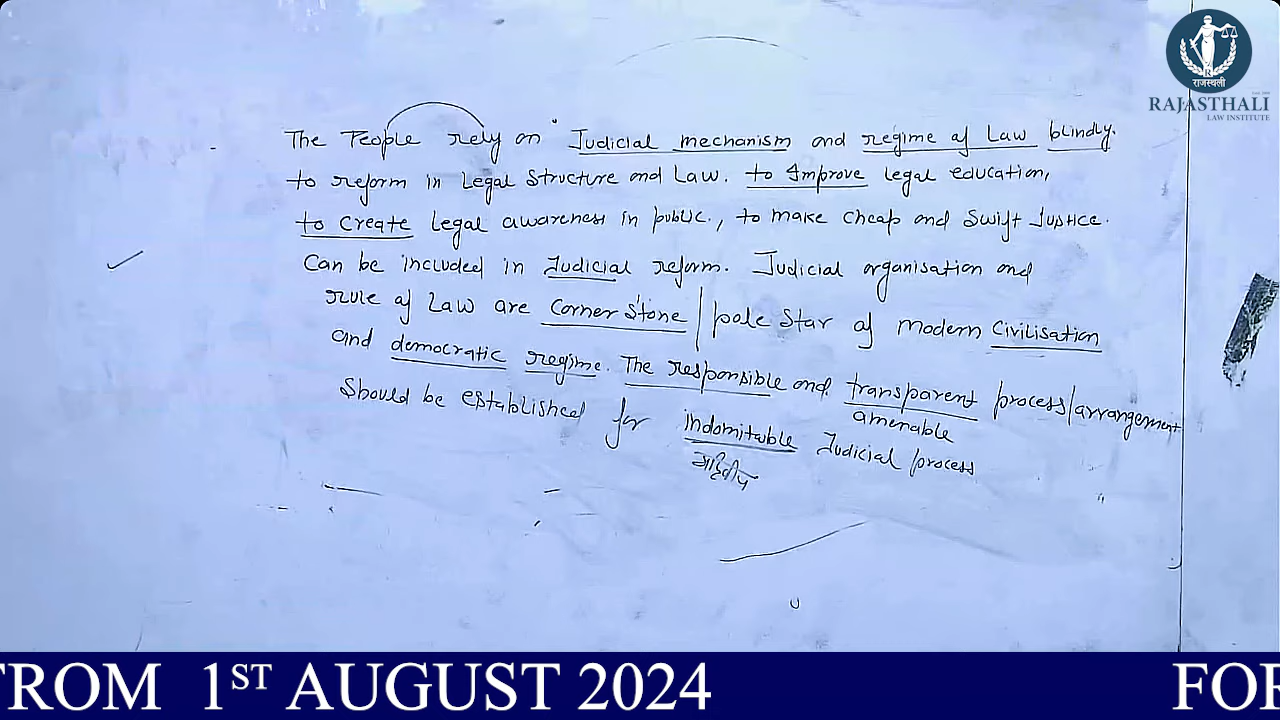 राजस्थली
RAJASTHALI
LAW INSTITUTE
The People rely on Judicial mechanism and regime of Law blindly.
to reform in Legal Structure and Law. to Improve legal education,
to create legal awareness in public., to make cheap and Swift Justice.
Can be included in Judicial reform. Judicial organisation and
rule of Law are Corner Stone / pole Star of modern Civilisation
and democratic regime. The responsible and transparent process/arrangement
amenable
Should be established for indomitable Judicial process
FROM 1ST AUGUST 2024
FOR